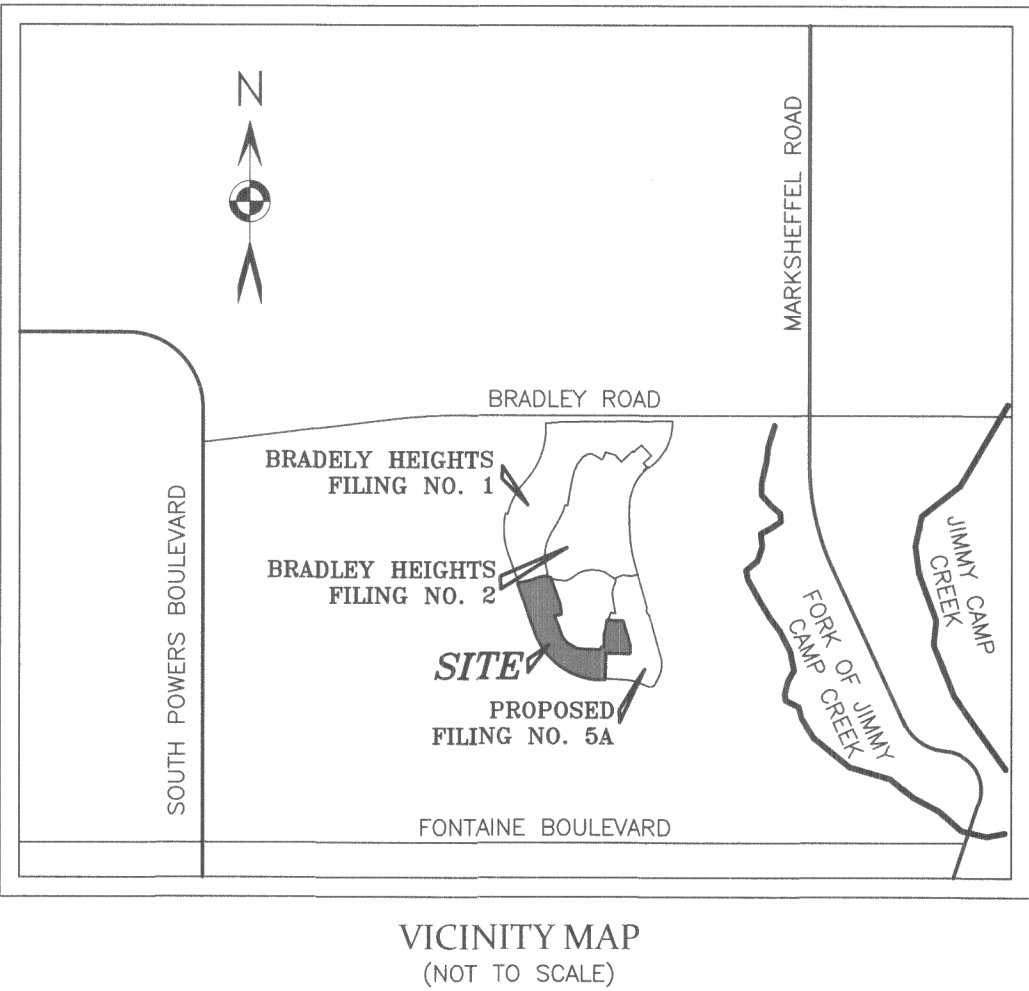 N
MARKSHEFFEL ROAD
BRADLEY ROAD
BRADELY HEIGHTS
FILING NO. 1
SOUTH POWERS BOULEVARD
JIMMY CAMP
CREEK
BRADLEY HEIGHTS
FILING NO. 2
FORK OF JIMMY
CAMP CREEK
SITE
PROPOSED
FILING NO. 5A
FONTAINE BOULEVARD
VICINITY MAP
(NOT TO SCALE)